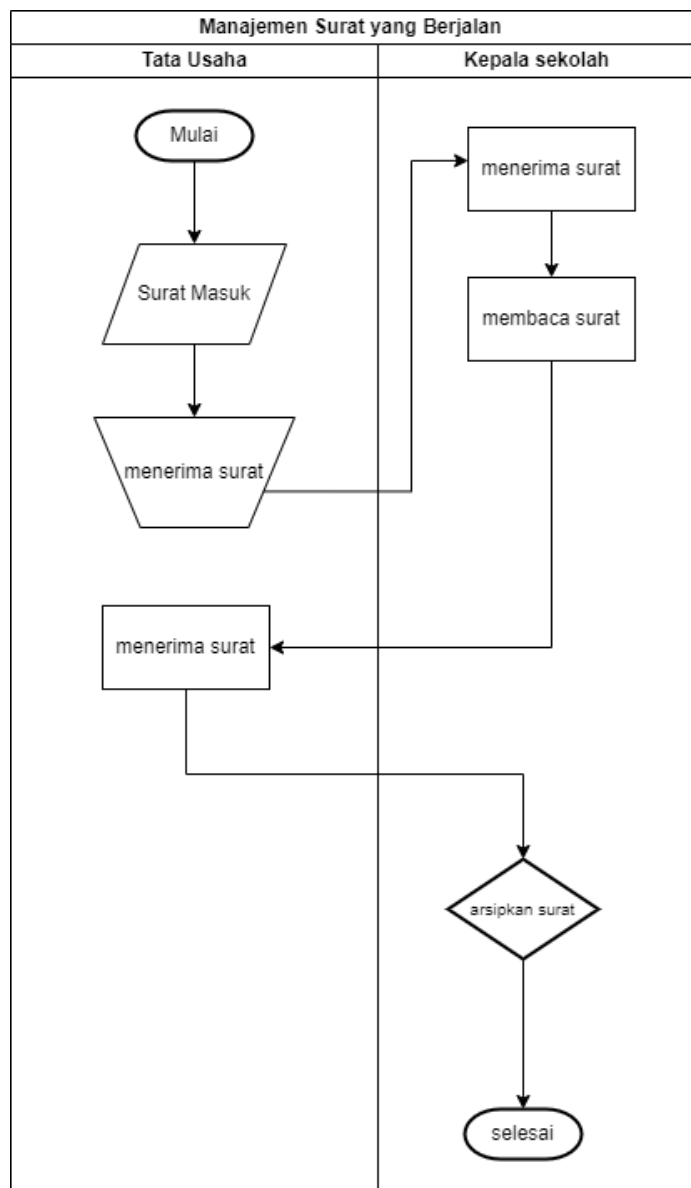 Manajemen Surat yang Berjalan
Tata Usaha
Kepala sekolah
Mulai
Surat Masuk
menerima surat
menerima surat
membaca surat
menerima surat
arsipkan surat
selesai